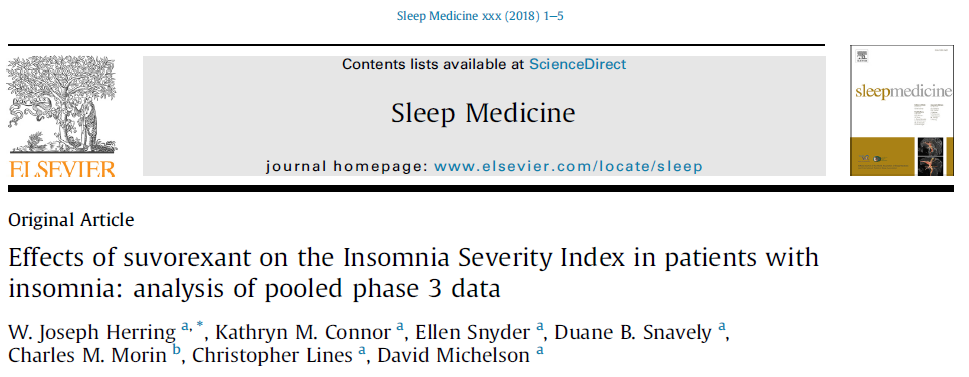 Sleep Medicine xxx (2018) 1–5
Contents lists available at ScienceDirect
Sleep Medicine
journal homepage: www.elsevier.com/locate/sleep
ELSEVIER
sleepmedicine
Original Article
Effects of suvorexant on the Insomnia Severity Index in patients with
insomnia: analysis of pooled phase 3 data
W. Joseph Herring a, *, Kathryn M. Connor a, Ellen Snyder a, Duane B. Snavely a,
Charles M. Morin b, Christopher Lines a, David Michelson a